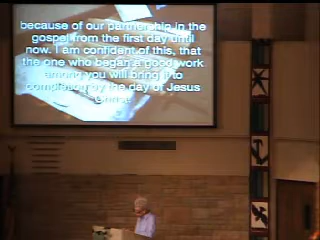 because of our partnership in the
gospel from the first day until
now. I am confident of this, that
the one who began a good work
among you will bring it to
completion by the day of Jesus
Christ.